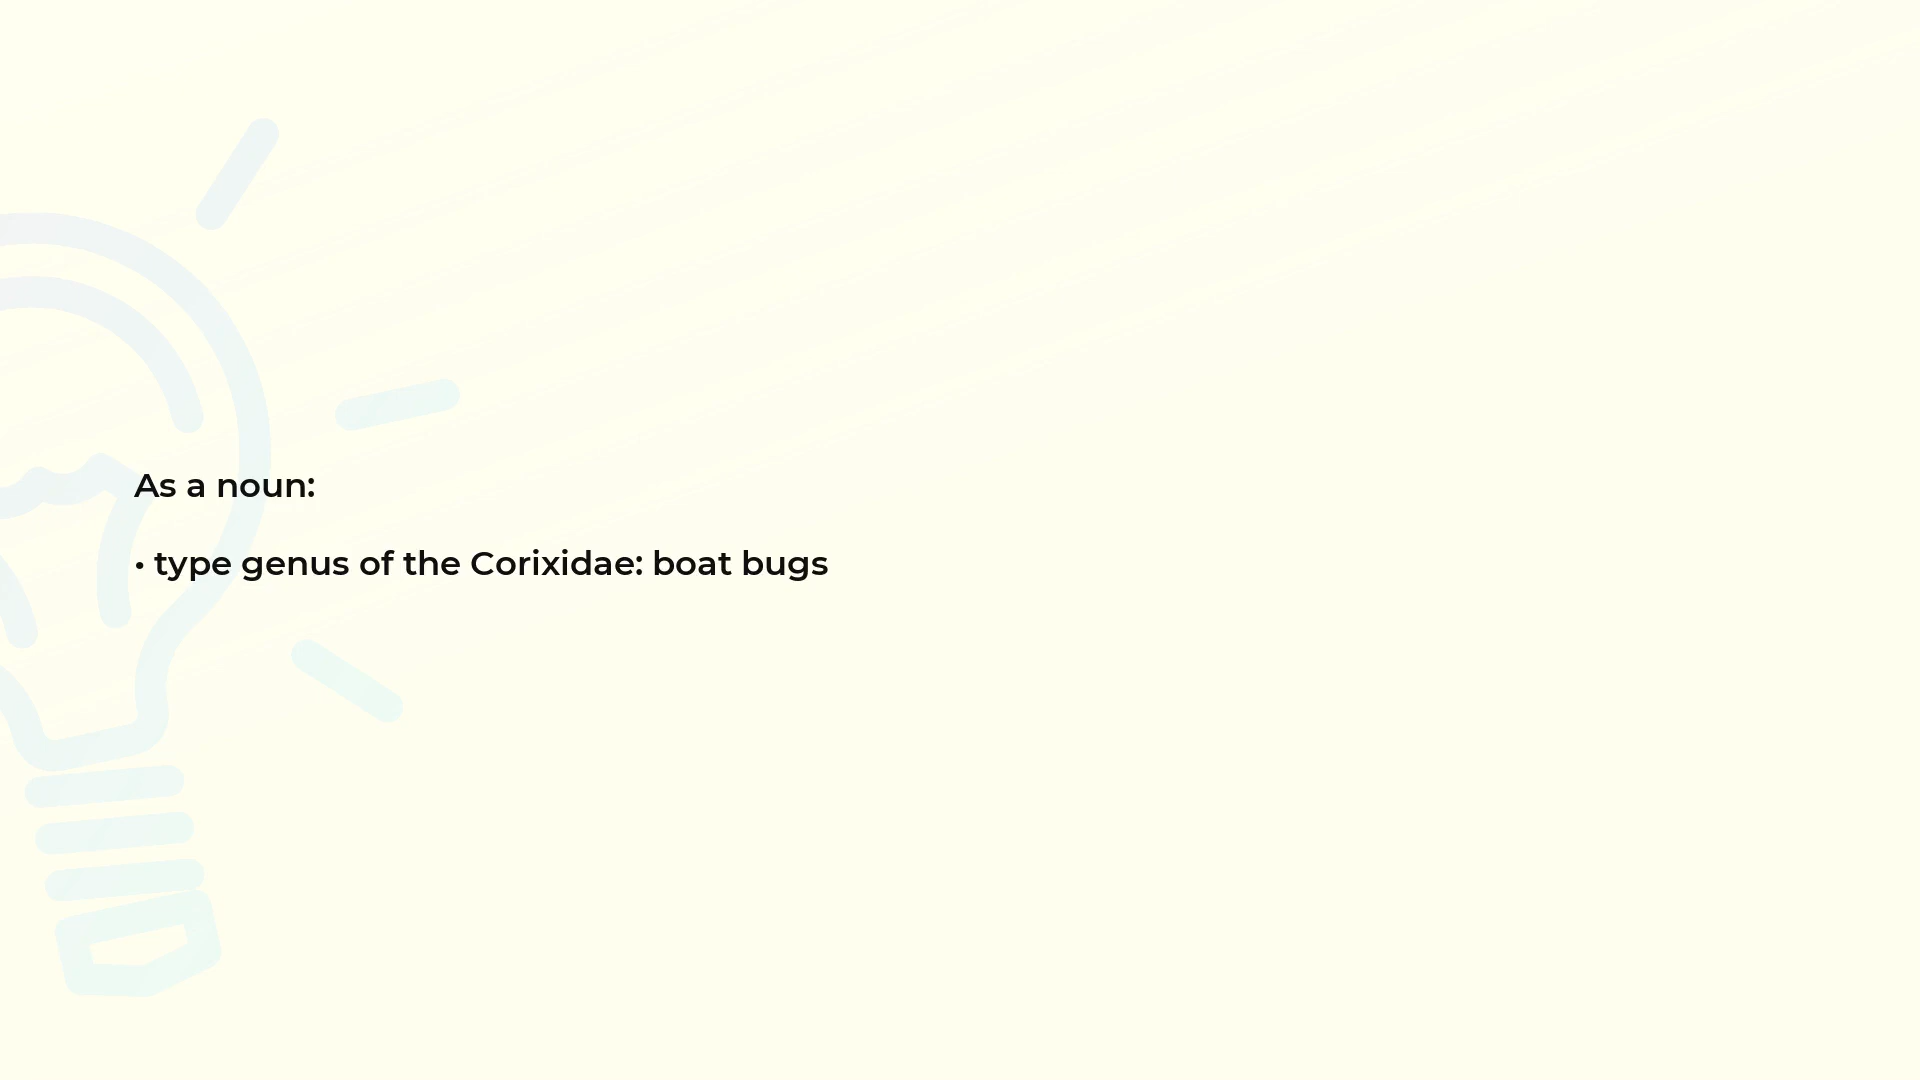 As a noun:
• type genus of the Corixidae: boat bugs